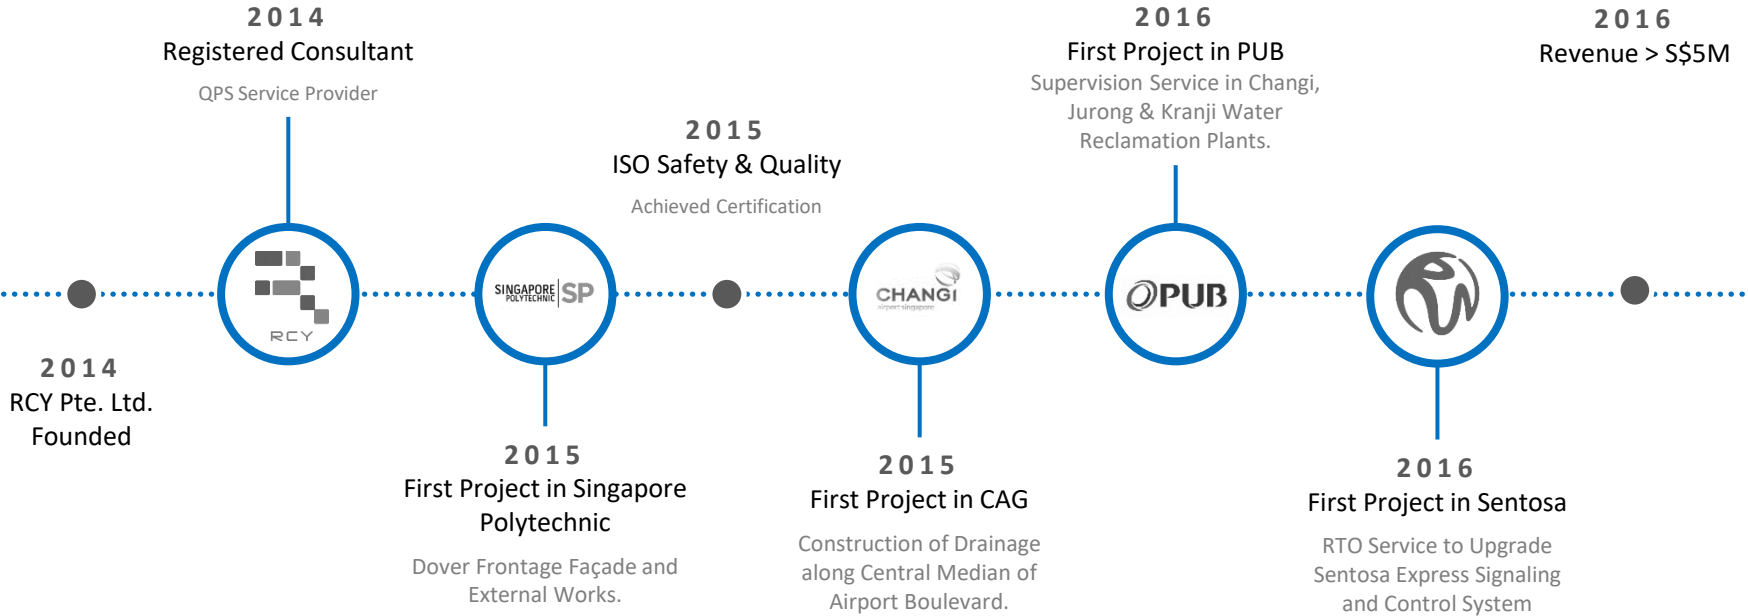 2014
Registered Consultant
QPS Service Provider
2016
First Project in PUB
Supervision Service in Changi,
Jurong & Kranji Water
Reclamation Plants.
2016
Revenue > S$5M
2015
ISO Safety & Quality
Achieved Certification
RCY
SINGAPORE
POLYTECHNIC
SP
CHANGI
airport singapore
PUB
2014
RCY Pte. Ltd.
Founded
2015
First Project in Singapore
Polytechnic
Dover Frontage Façade and
External Works.
2015
First Project in CAG
Construction of Drainage
along Central Median of
Airport Boulevard.
2016
First Project in Sentosa
RTO Service to Upgrade
Sentosa Express Signaling
and Control System